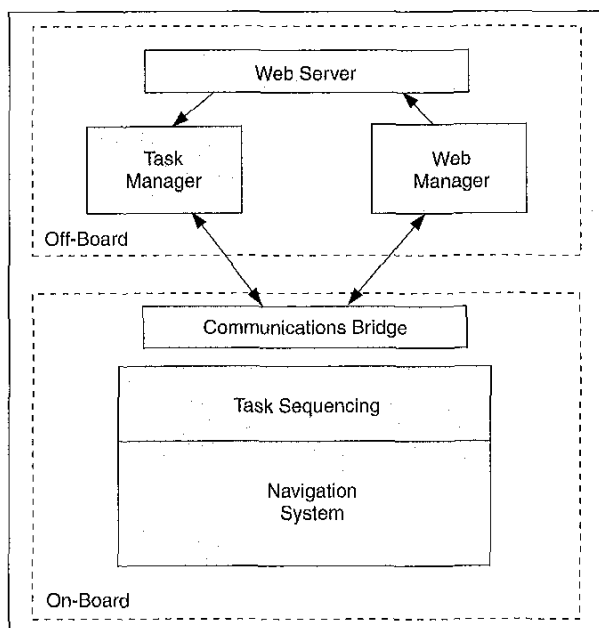 Web Server
Task
Manager
Web
Manager
Off-Board
Communications Bridge
Task Sequencing
Navigation
System
On-Board